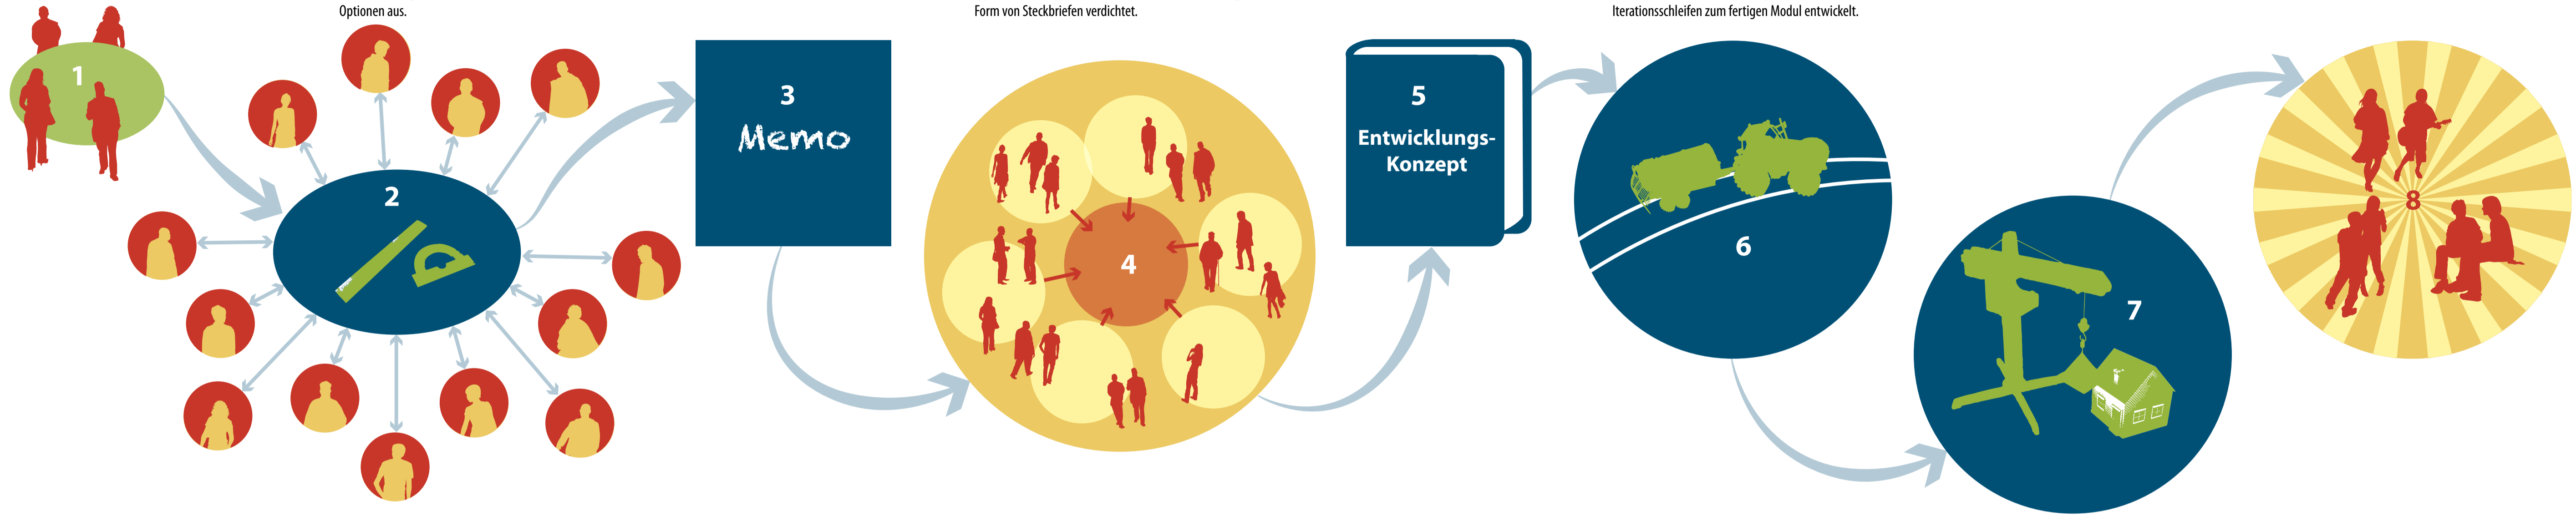 Optionen aus.
Form von Steckbriefen verdichtet.
Iterationsschleifen zum fertigen Modul entwickelt.
1
2
3
Memo
4
5
Entwicklungs-
Konzept
6
7
8